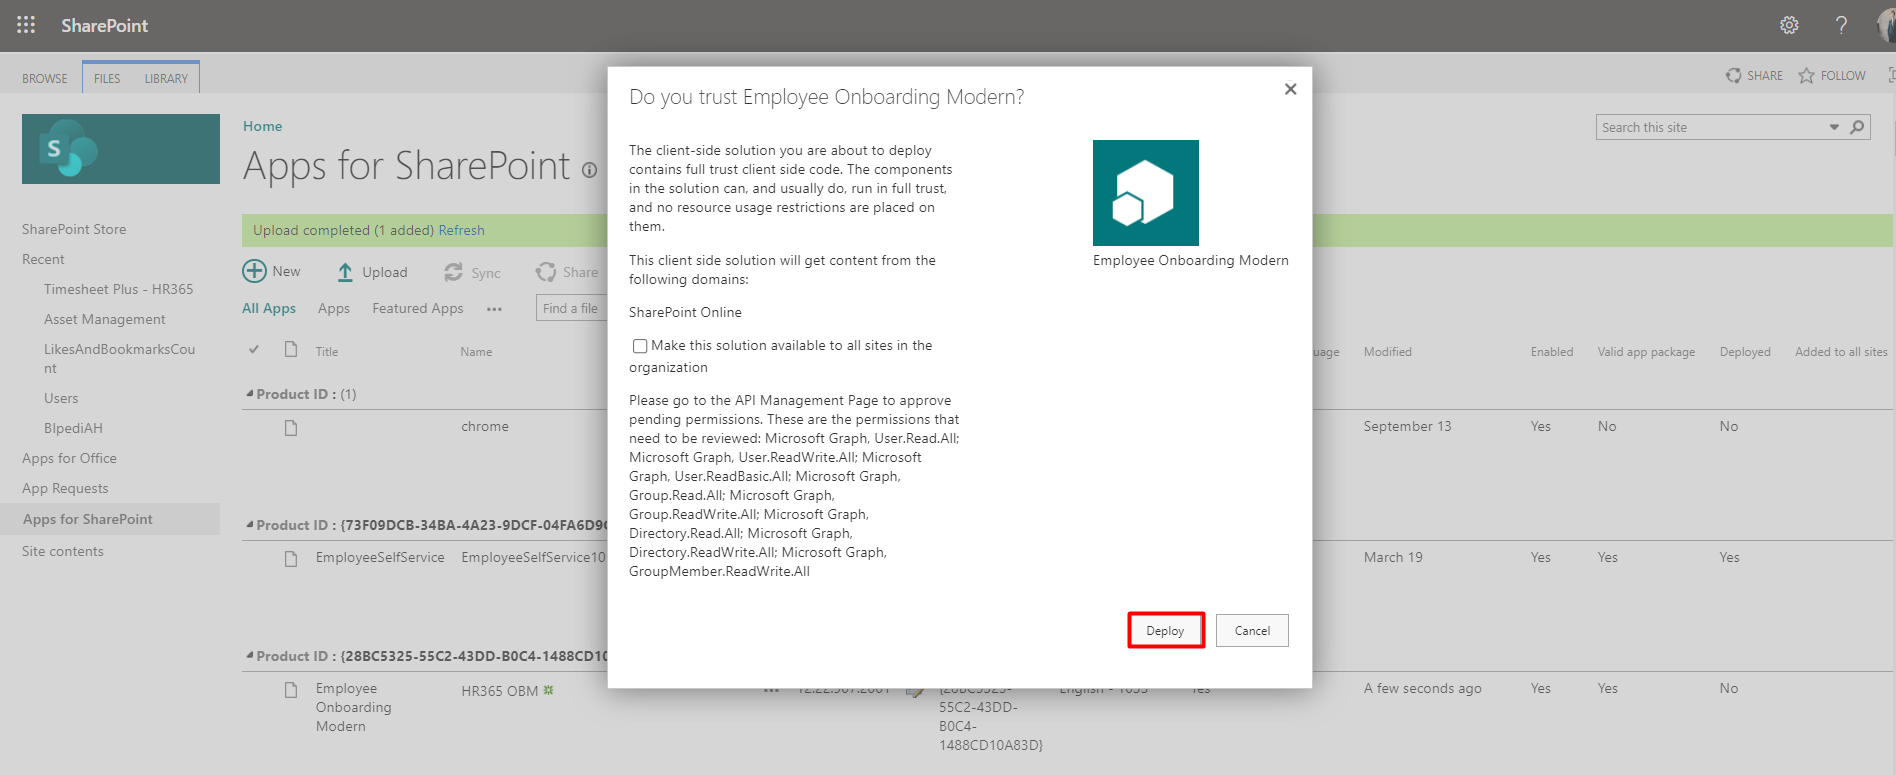 SharePoint
BROWSE FILES LIBRARY
SHARE FOLLOW
S
Home
Apps for SharePoint
Search this site
Upload completed (1 added) Refresh
SharePoint Store
Recent
Timesheet Plus - HR365
Asset Management
LikesAndBookmarksCou
nt
Users
BIpediAH
Apps for Office
App Requests
Apps for SharePoint
Site contents
New Upload Sync Share
All Apps Apps Featured Apps ... Find a file
Title Name
uage Modified Enabled Valid app package Deployed Added to all sites
Product ID : (1)
chrome September 13 Yes No No
Product ID : {73F09DCB-34BA-4A23-9DCF-04FA6D9C
EmployeeSelfService EmployeeSelfService10 March 19 Yes Yes Yes
Product ID : {28BC5325-55C2-43DD-B0C4-1488CD10
Employee
Onboarding
Modern
HR365 OBM ... 12.22.907.2001 {28BC5325-
55C2-43DD-
B0C4-
1488CD10A83D}
English - 1033 Yes A few seconds ago Yes Yes No
Do you trust Employee Onboarding Modern?
The client-side solution you are about to deploy
contains full trust client side code. The components
in the solution can, and usually do, run in full trust,
and no resource usage restrictions are placed on
them.
This client side solution will get content from the
following domains:
SharePoint Online
Make this solution available to all sites in the
organization
Please go to the API Management Page to approve
pending permissions. These are the permissions that
need to be reviewed: Microsoft Graph, User.Read.All;
Microsoft Graph, User.ReadWrite.All; Microsoft
Graph, User.ReadBasic.All; Microsoft Graph,
Group.Read.All; Microsoft Graph,
Group.ReadWrite.All; Microsoft Graph,
Directory.Read.All; Microsoft Graph,
Directory.ReadWrite.All; Microsoft Graph,
GroupMember.ReadWrite.All
Employee Onboarding Modern
Deploy Cancel